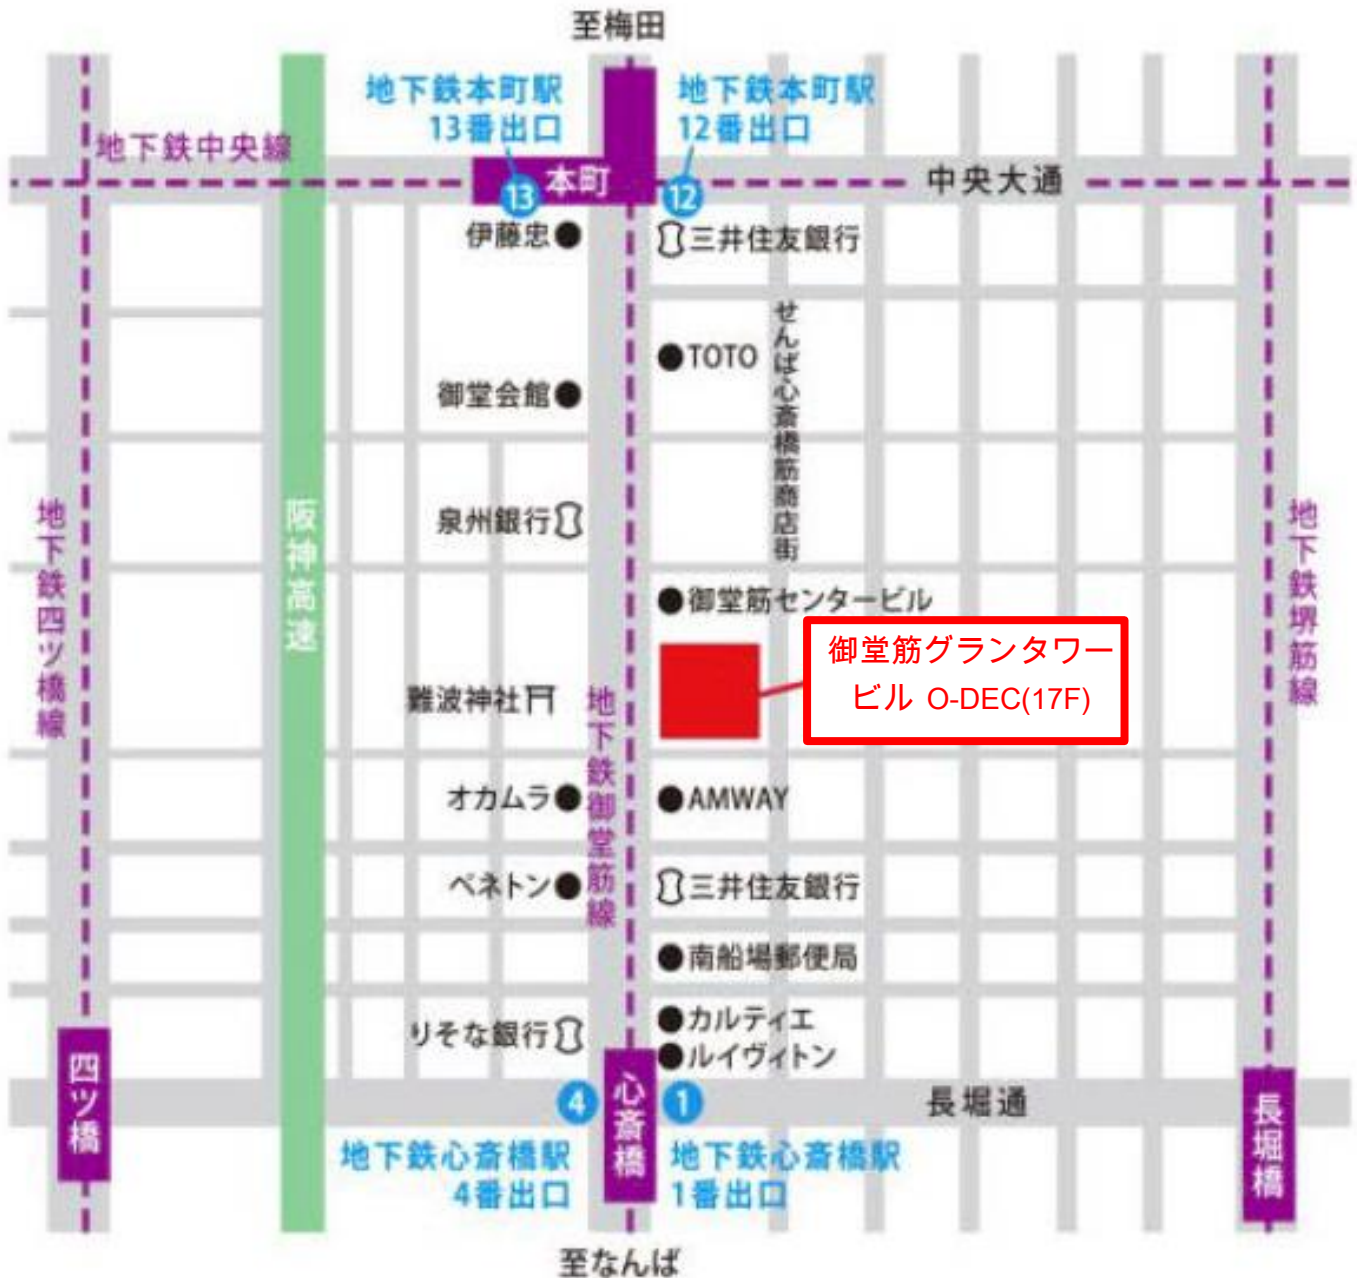 至梅田
地下鉄本町駅
13番出口
地下鉄本町駅
12番出口
地下鉄中央線
本町
13
12
中央大通
伊藤忠
三井住友銀行
せんば心斎橋筋商店街
TOTO
御堂会館
地下鉄四ツ橋線
阪神高速
泉州銀行
地下鉄堺筋線
御堂筋センタービル
御堂筋グランタワー
ビル O-DEC(17F)
難波神社
地下鉄御堂筋線
オカムラ
AMWAY
ベネトン
三井住友銀行
南船場郵便局
りそな銀行
カルティエ
ルイヴィトン
四ツ橋
4
心斎橋
1
長堀通
長堀橋
地下鉄心斎橋駅
4番出口
地下鉄心斎橋駅
1番出口
至なんば